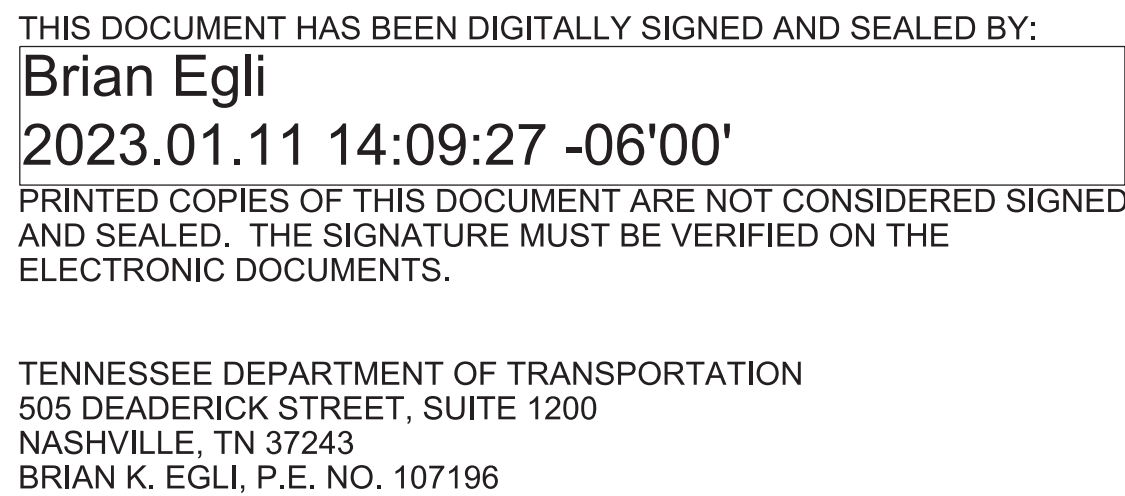 THIS DOCUMENT HAS BEEN DIGITALLY SIGNED AND SEALED BY:
Brian Egli
2023.01.11 14:09:27 -06'00'
PRINTED COPIES OF THIS DOCUMENT ARE NOT CONSIDERED SIGNED
AND SEALED.  THE SIGNATURE MUST BE VERIFIED ON THE
ELECTRONIC DOCUMENTS.
TENNESSEE DEPARTMENT OF TRANSPORTATION
505 DEADERICK STREET, SUITE 1200
NASHVILLE, TN 37243
BRIAN K. EGLI, P.E. NO. 107196